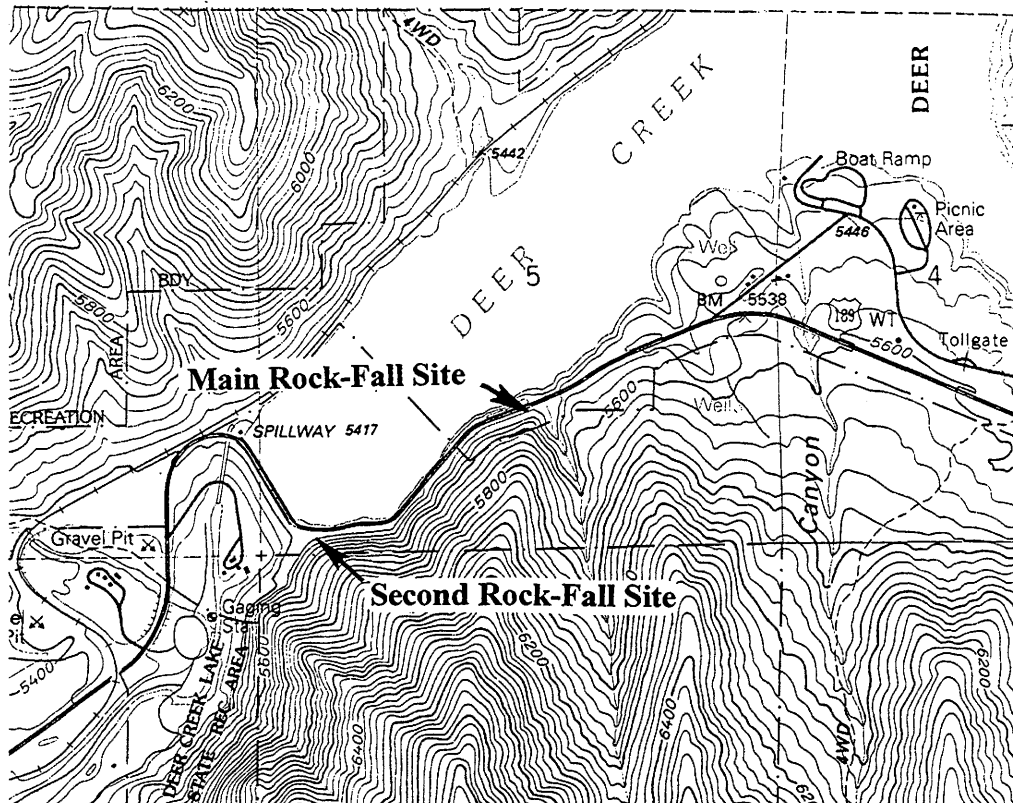 4WD
6200
6000
5442
CREEK
DEER
Boat Ramp
Picnic
Area
5446
4
5
DEER
BM
5538
189
WT
5600
Tollgate
BDY
5800
AREA
5600
Main Rock-Fall Site
5600
ECREATION
SPILLWAY 5417
5800
Canyon
Gravel Pit
Second Rock-Fall Site
Gaging
Sta
5600
5400
DEER CREEK LAKE
STATE REC AREA
6200
6200
6400
6400
4WD